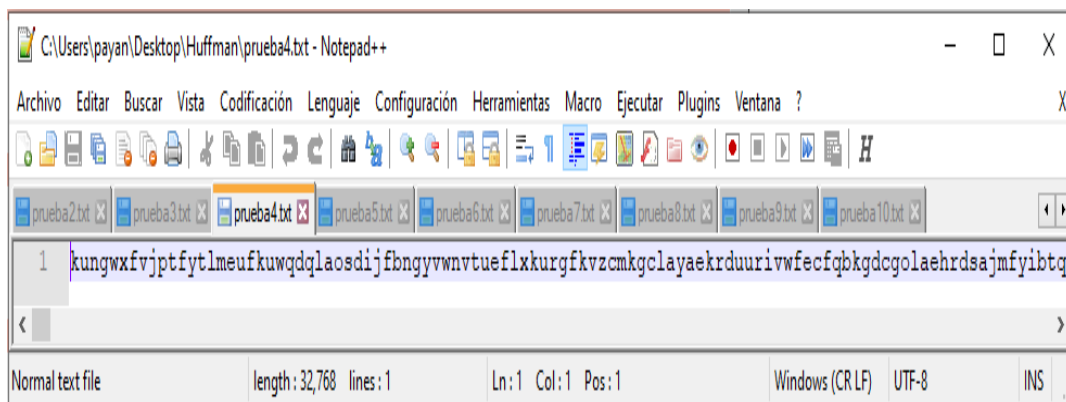 C:\Users\payan\Desktop\Huffman\prueba4.txt - Notepad++
Archivo Editar Buscar Vista Codificación Lenguaje Configuración Herramientas Macro Ejecutar Plugins Ventana ? X
prueba2.txt prueba3.txt prueba4.txt prueba5.txt prueba6.txt prueba7.txt prueba8.txt prueba9.txt prueba10.txt
1 kungwxfvjptfytlmeufkuwqdqlaosdijfbngyvwnvtueflxkurgfkvzcmkgclayaekrduurivwfecfqbkgdcgolaehrdsajmfyibtq
Normal text file length : 32,768 lines : 1 Ln : 1 Col : 1 Pos : 1 Windows (CR LF) UTF-8 INS